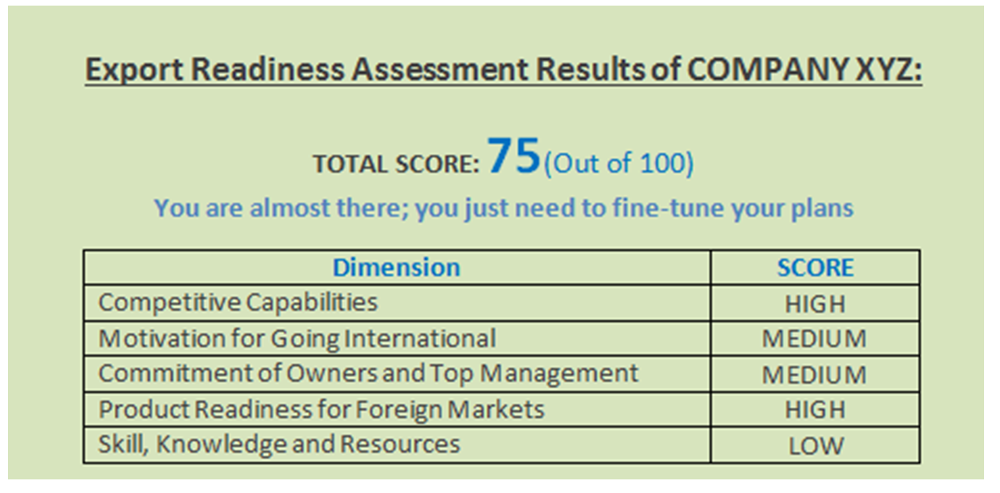 Export Readiness Assessment Results of COMPANY XYZ:
TOTAL SCORE: 75 (Out of 100)
You are almost there; you just need to fine-tune your plans
Dimension SCORE
Competitive Capabilities HIGH
Motivation for Going International MEDIUM
Commitment of Owners and Top Management MEDIUM
Product Readiness for Foreign Markets HIGH
Skill, Knowledge and Resources LOW